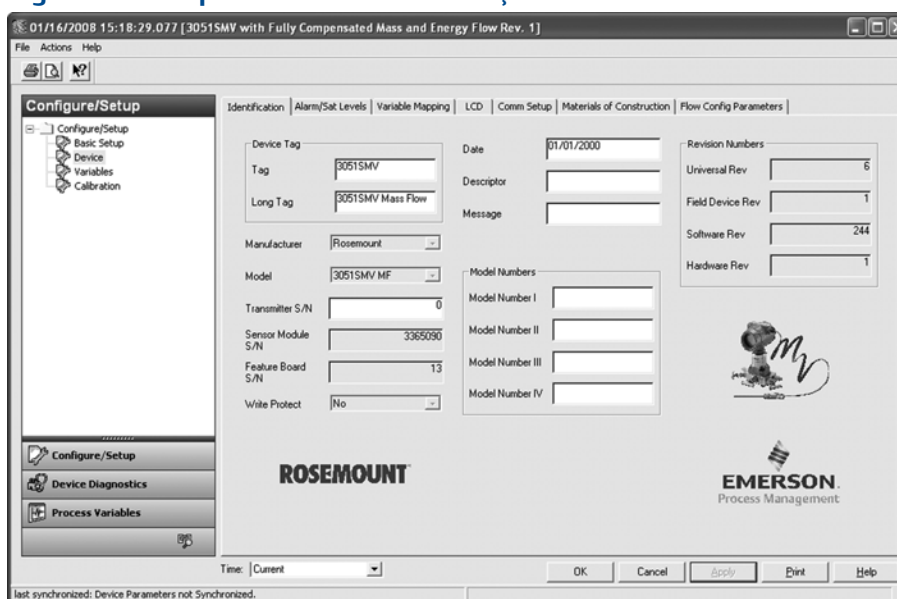 01/16/2008 15:18:29.077 [3051SMV with Fully Compensated Mass and Energy Flow Rev. 1]
File Actions Help
Configure/Setup
Configure/Setup
Basic Setup
Device
Variables
Calibration
Configure/Setup
Device Diagnostics
Process Variables
Identification Alarm/Sat Levels Variable Mapping LCD Comm Setup Materials of Construction Flow Config Parameters
Device Tag
Tag 3051SMV
Long Tag 3051SMV Mass Flow
Manufacturer Rosemount
Model 3051SMV MF
Transmitter S/N 0
Sensor Module S/N 3365090
Feature Board S/N 13
Write Protect No
Date 01/01/2000
Descriptor
Message
Model Numbers
Model Number I
Model Number II
Model Number III
Model Number IV
Revision Numbers
Universal Rev 6
Field Device Rev 1
Software Rev 244
Hardware Rev 1
MV
ROSEMOUNT
EMERSON
Process Management
Time: Current
OK Cancel Apply Print Help
last synchronized: Device Parameters not Synchronized.